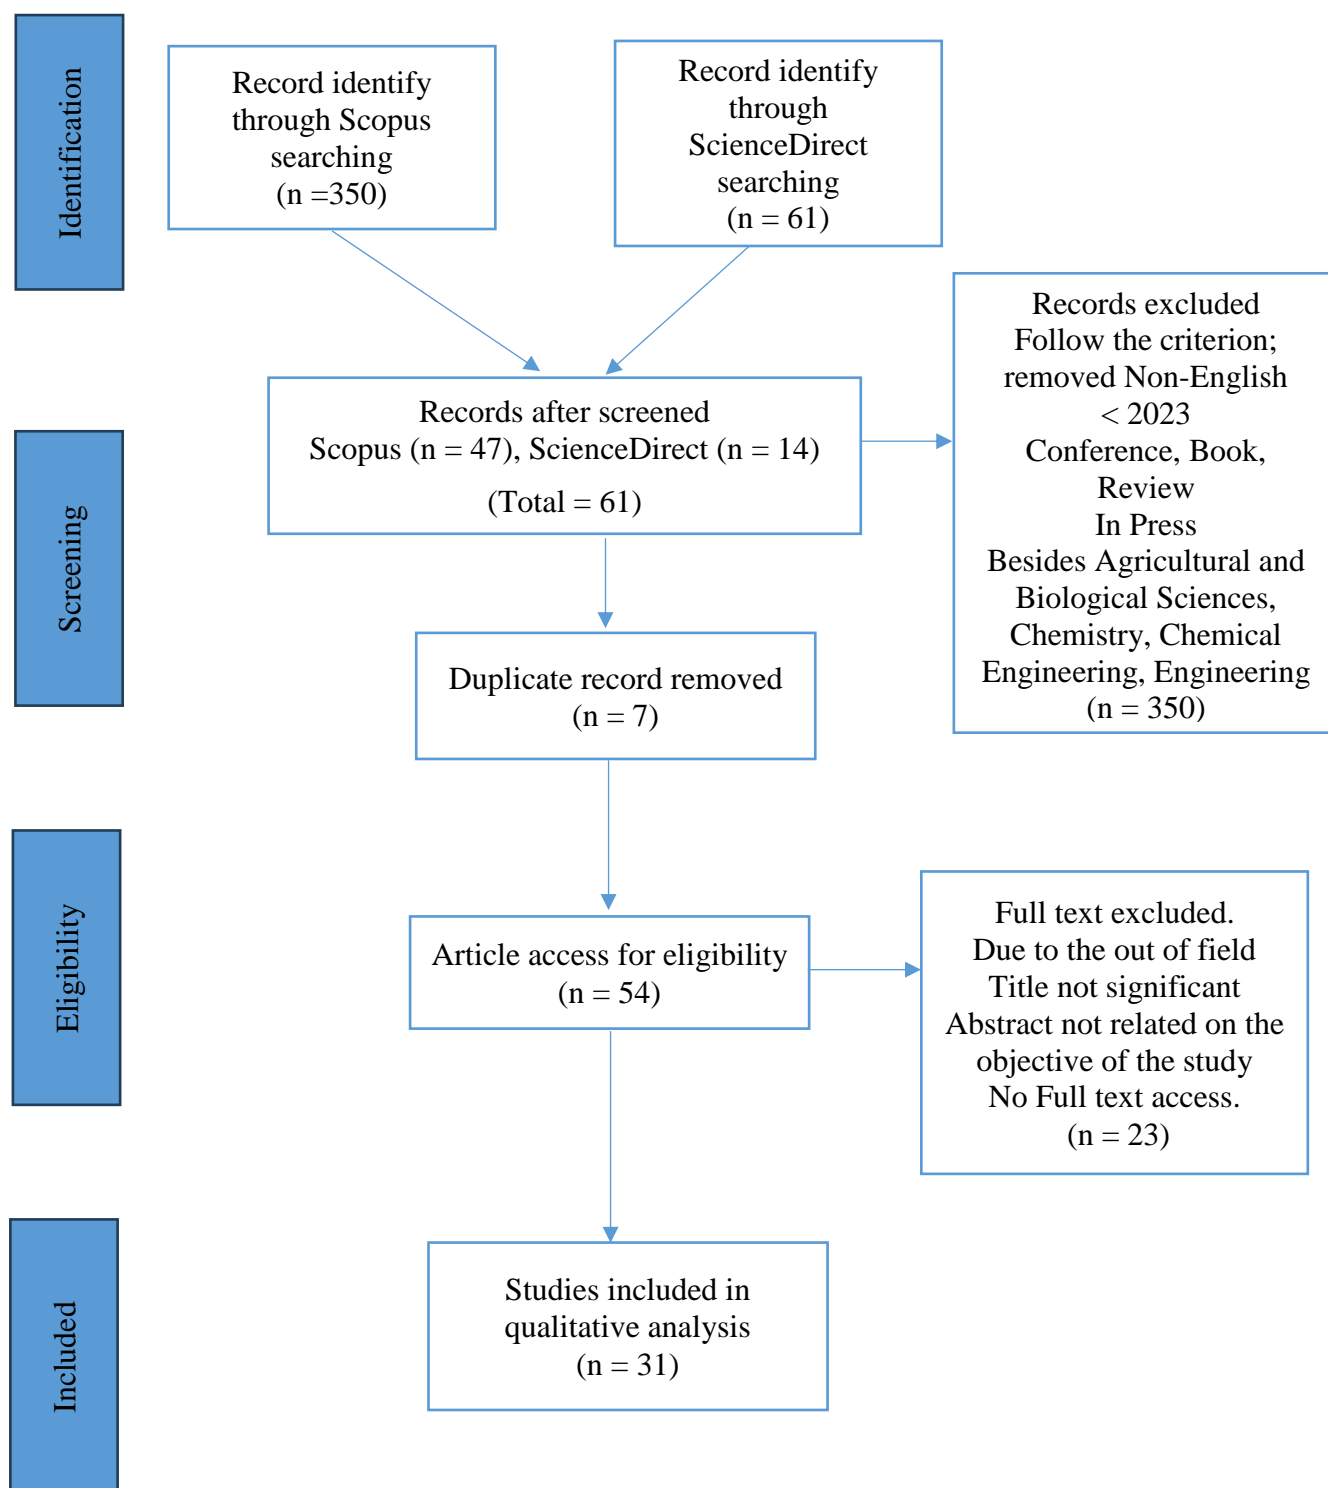 Identification
Record identify
through Scopus
searching
(n =350)
Record identify
through
ScienceDirect
searching
(n = 61)
Screening
Records after screened
Scopus (n = 47), ScienceDirect (n = 14)
(Total = 61)
Records excluded
Follow the criterion;
removed Non-English
< 2023
Conference, Book,
Review
In Press
Besides Agricultural and
Biological Sciences,
Chemistry, Chemical
Engineering, Engineering
(n = 350)
Duplicate record removed
(n = 7)
Eligibility
Article access for eligibility
(n = 54)
Full text excluded.
Due to the out of field
Title not significant
Abstract not related on the
objective of the study
No Full text access.
(n = 23)
Included
Studies included in
qualitative analysis
(n = 31)